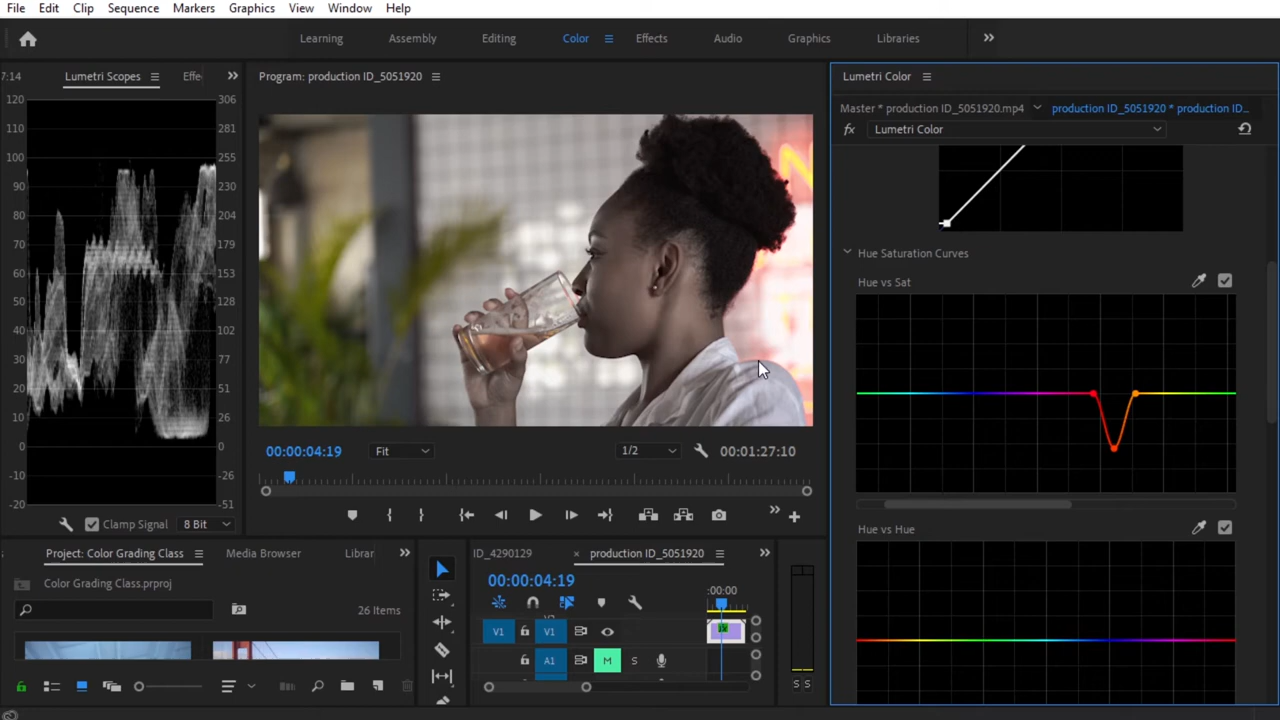 File Edit Clip Sequence Markers Graphics View Window Help
Learning Assembly Editing Color Effects Audio Graphics Libraries
7:14 Lumetri Scopes Effe
Program: production ID_5051920
Lumetri Color
Master * production ID_5051920.mp4 production ID_5051920 * production ID...
fx Lumetri Color
120 306
110 281
100 255
90 230
80 204
70 179
60 153
50 128
40 102
30 77
20 51
10 26
0 0
-10 -26
-20 -51
Clamp Signal 8 Bit
00:00:04:19 Fit 1/2 00:01:27:10
Hue Saturation Curves
Hue vs Sat
Hue vs Hue
Project: Color Grading Class Media Browser Librar
Color Grading Class.prproj
26 Items
ID_4290129 × production ID_5051920
00:00:04:19
:00:00
V1 V1
A1 M S
S S